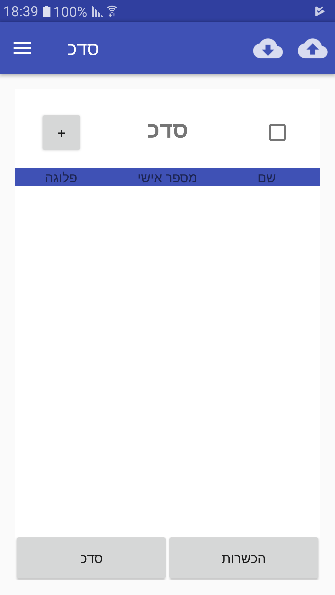 18:39 100%
סדכ
+ סדכ
שם מספר אישי פלוגה
הכשרות סדכ